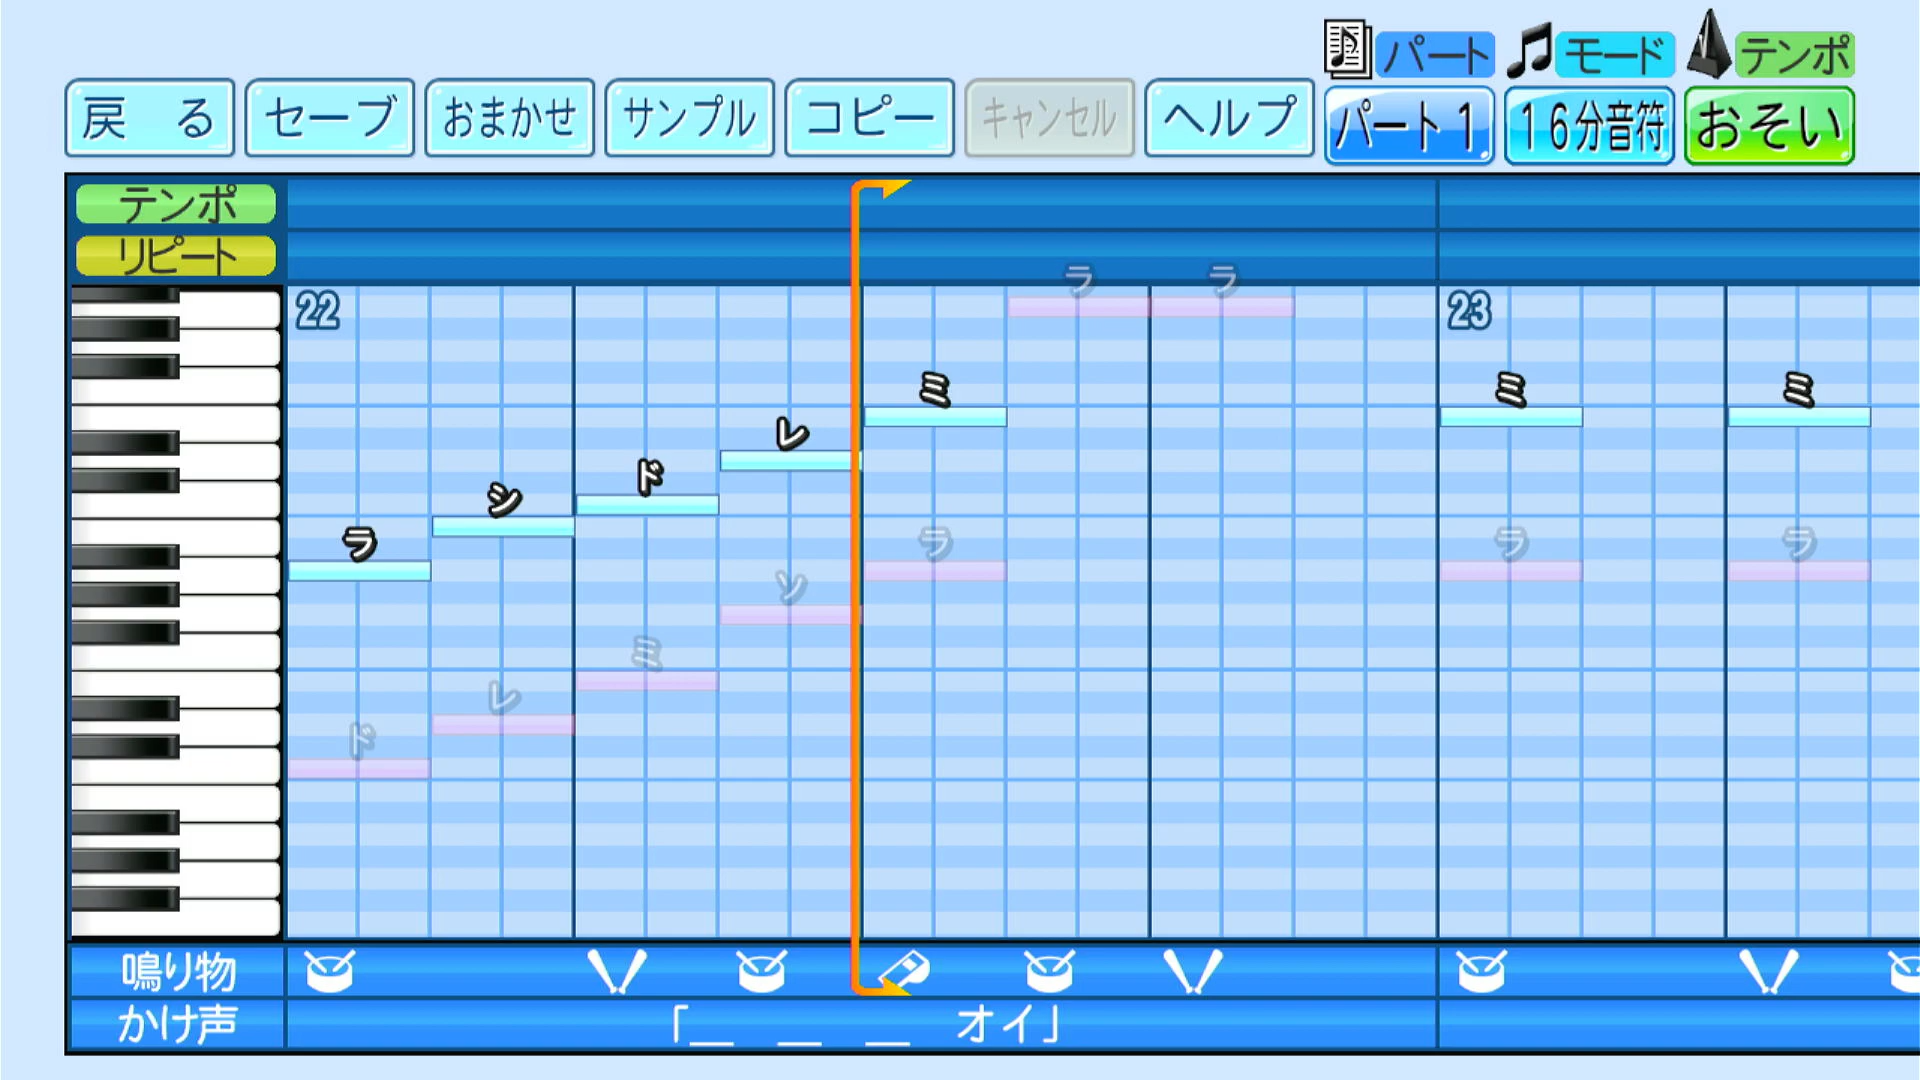 パート モード テンポ
戻 る セーブ おまかせ サンプル コピー キャンセル ヘルプ パート1 16分音符 おそい
テンポ
リピート
ラ ラ
22 23
ミ ミ ミ
レ
ド
シ
ラ ラ ラ ラ
ソ
ミ
レ
ド
鳴り物
かけ声 「＿ ＿ ＿ オイ」